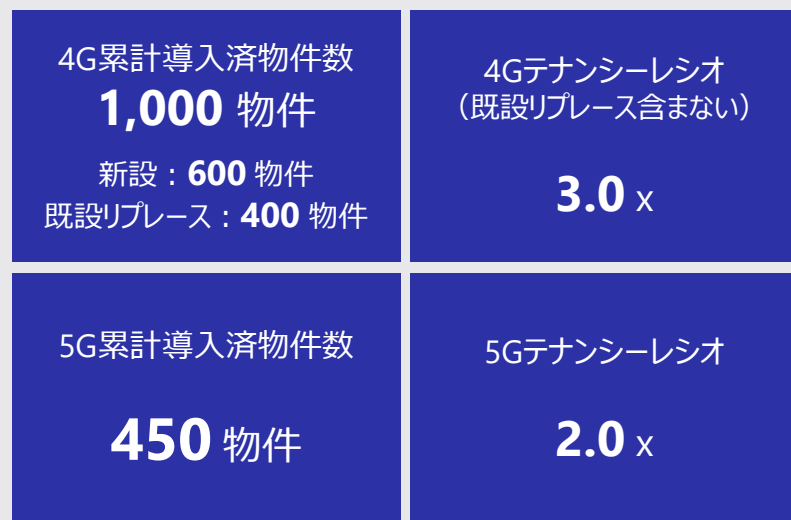 4G累計導入済物件数
1,000 物件
新設：600 物件
既設リプレース：400 物件
4Gテナンシーレシオ
（既設リプレース含まない）
3.0 x
5G累計導入済物件数
450 物件
5Gテナンシーレシオ
2.0 x